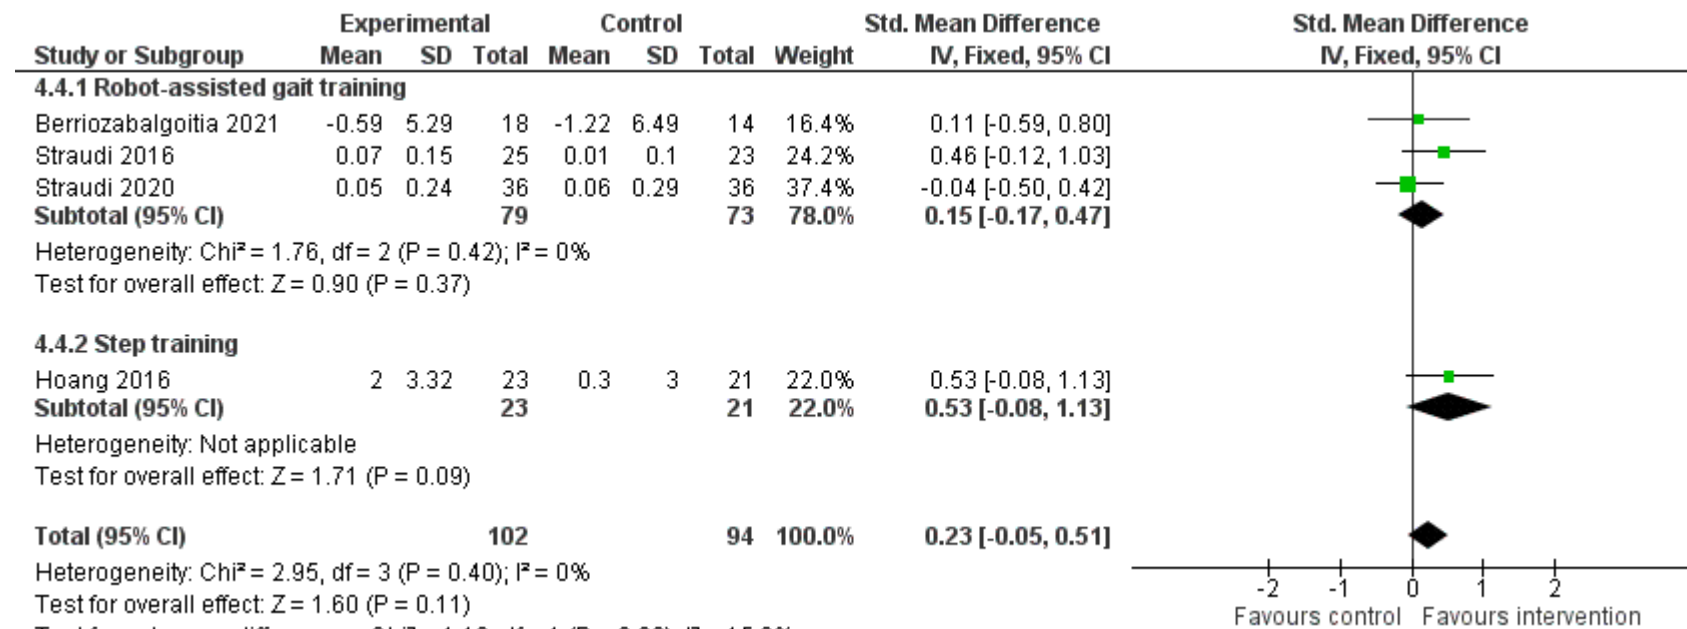 Experimental Control Std. Mean Difference Std. Mean Difference
Study or Subgroup Mean SD Total Mean SD Total Weight IV, Fixed, 95% CI IV, Fixed, 95% CI
4.4.1 Robot-assisted gait training
Berriozabalgoitia 2021 -0.59 5.29 18 -1.22 6.49 14 16.4% 0.11 [-0.59, 0.80]
Straudi 2016 0.07 0.15 25 0.01 0.1 23 24.2% 0.46 [-0.12, 1.03]
Straudi 2020 0.05 0.24 36 0.06 0.29 36 37.4% -0.04 [-0.50, 0.42]
Subtotal (95% CI) 79 73 78.0% 0.15 [-0.17, 0.47]
Heterogeneity: Chi² = 1.76, df = 2 (P = 0.42); I² = 0%
Test for overall effect: Z = 0.90 (P = 0.37)
4.4.2 Step training
Hoang 2016 2 3.32 23 0.3 3 21 22.0% 0.53 [-0.08, 1.13]
Subtotal (95% CI) 23 21 22.0% 0.53 [-0.08, 1.13]
Heterogeneity: Not applicable
Test for overall effect: Z = 1.71 (P = 0.09)
Total (95% CI) 102 94 100.0% 0.23 [-0.05, 0.51]
Heterogeneity: Chi² = 2.95, df = 3 (P = 0.40); I² = 0%
Test for overall effect: Z = 1.60 (P = 0.11)
-2 -1 0 1 2
Favours control Favours intervention